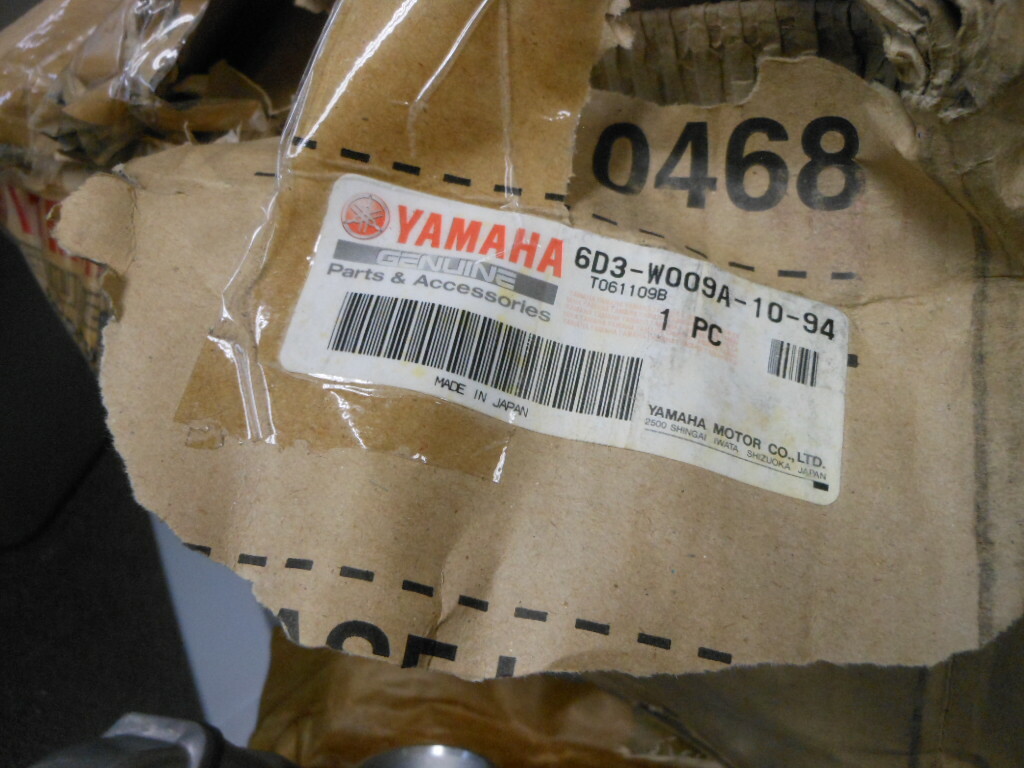 0468
YAMAHA
GENUINE
Parts & Accessories
6D3-W009A-10-94
T061109B
1 PC
MADE IN JAPAN
YAMAHA MOTOR CO.,LTD.
2500 SHINGAI IWATA SHIZUOKA JAPAN